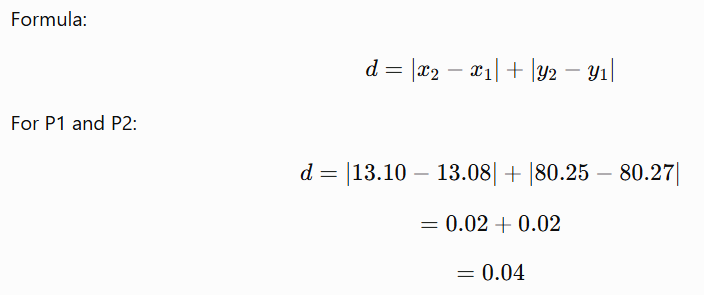 Formula:
d = |x₂ − x₁| + |y₂ − y₁|
For P1 and P2:
d = |13.10 − 13.08| + |80.25 − 80.27|
= 0.02 + 0.02
= 0.04